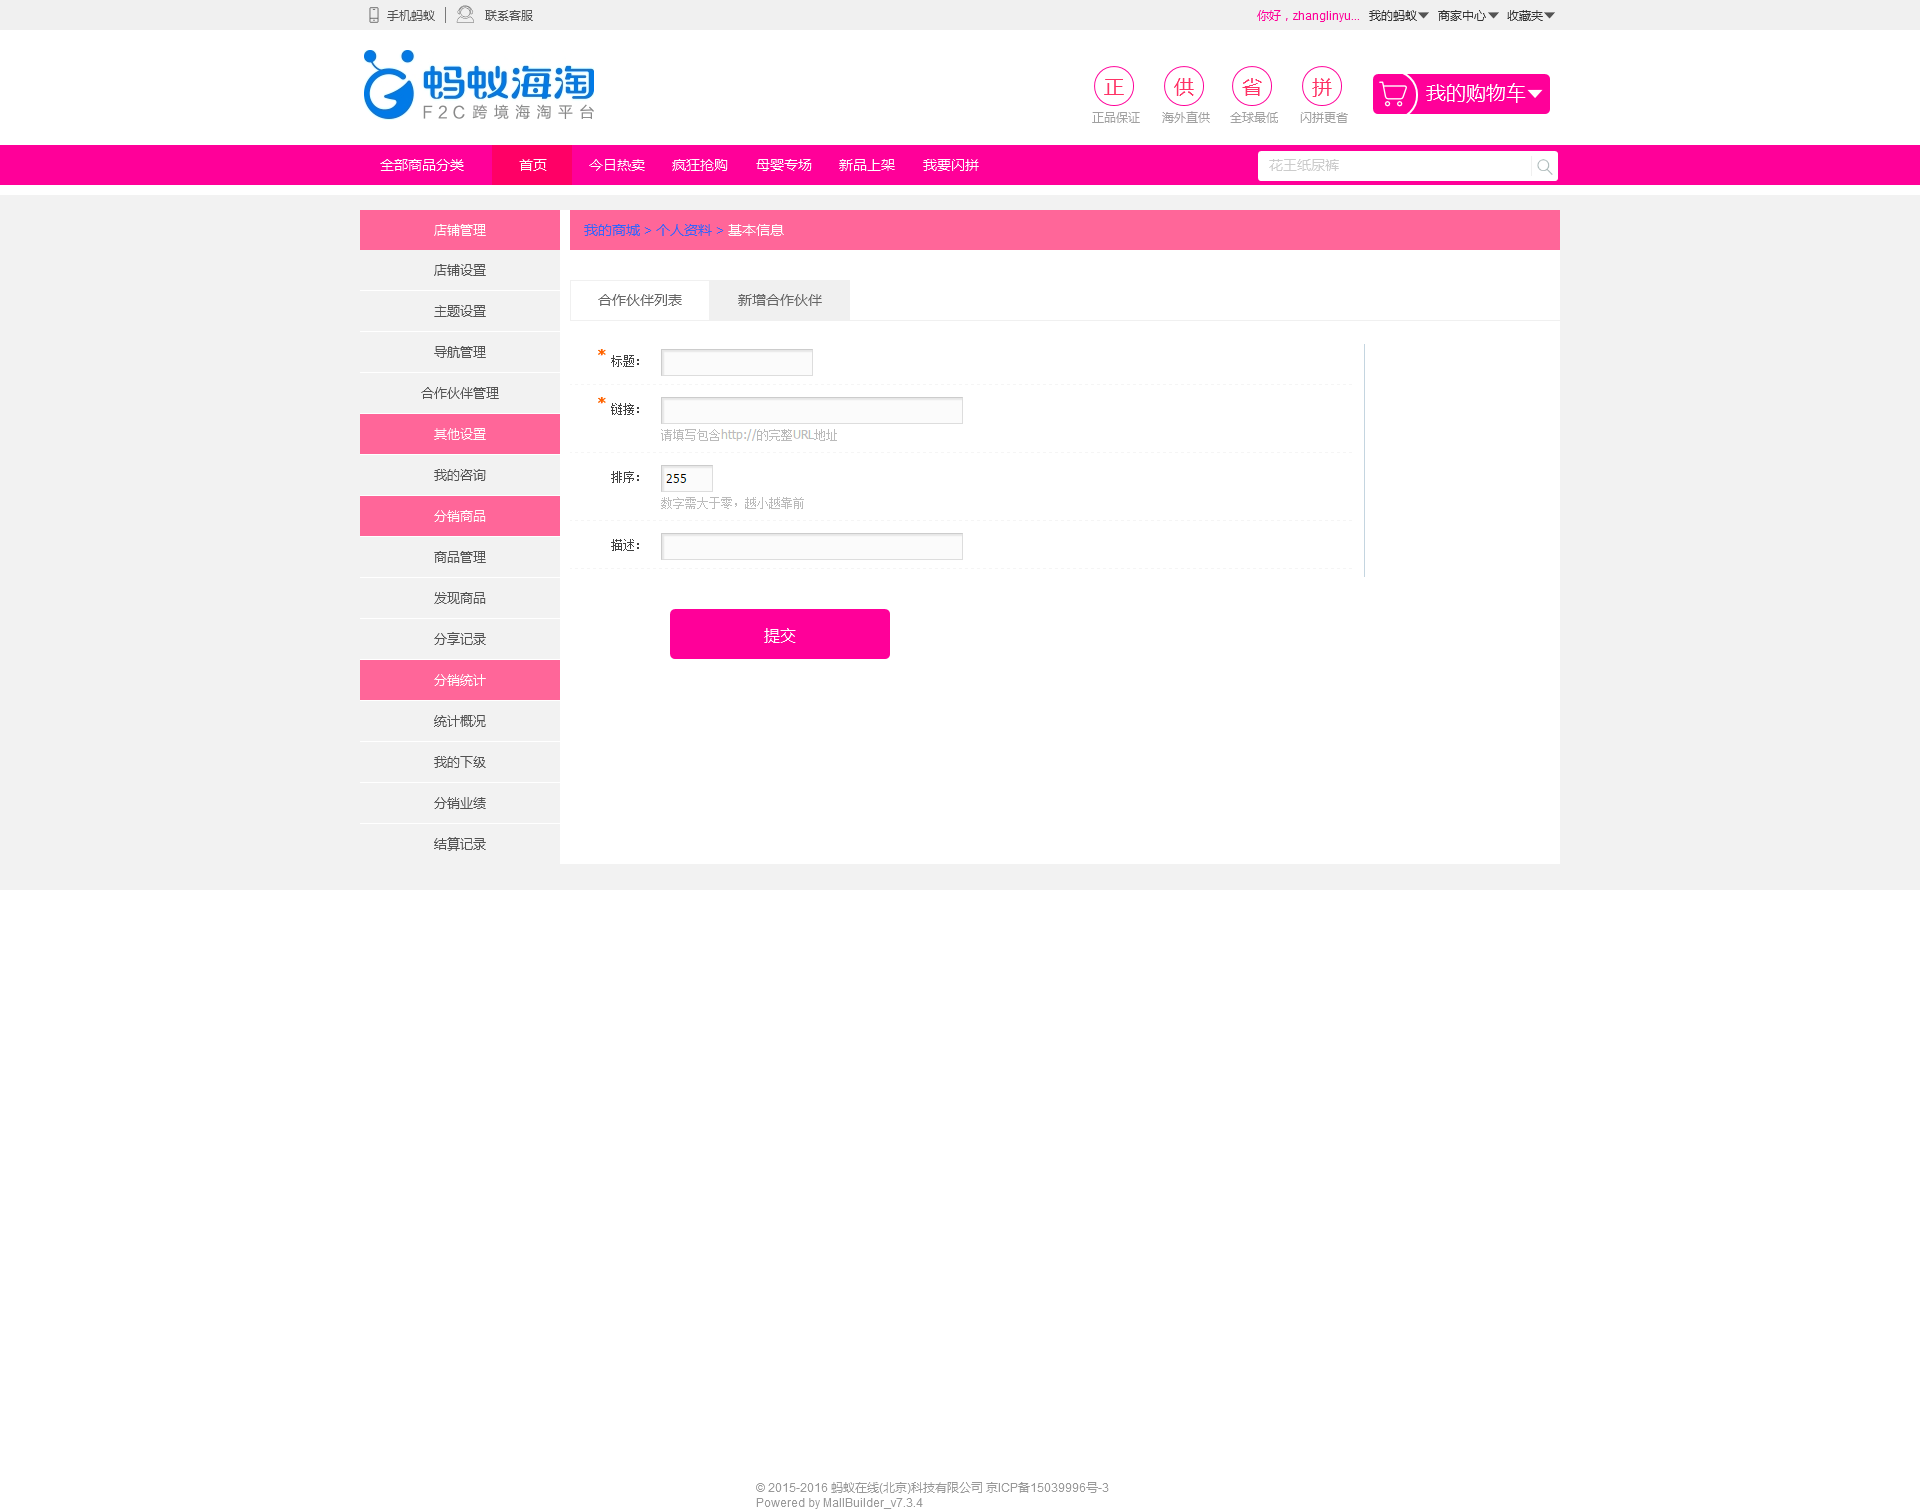 手机蚂蚁 联系客服 你好，zhanglinyu... 我的蚂蚁 商家中心 收藏夹
蚂蚁海淘
F2C跨境海淘平台
正 供 省 拼 我的购物车
正品保证 海外直供 全球最低 闪拼更省
全部商品分类 首页 今日热卖 疯狂抢购 母婴专场 新品上架 我要闪拼 花王纸尿裤
店铺管理
店铺设置
主题设置
导航管理
合作伙伴管理
其他设置
我的咨询
分销商品
商品管理
发现商品
分享记录
分销统计
统计概况
我的下级
分销业绩
结算记录
我的商城 > 个人资料 > 基本信息
合作伙伴列表 新增合作伙伴
* 标题：
* 链接：
请填写包含http://的完整URL地址
排序： 255
数字需大于零，越小越靠前
描述：
提交
© 2015-2016 蚂蚁在线(北京)科技有限公司 京ICP备15039996号-3
Powered by MallBuilder_v7.3.4